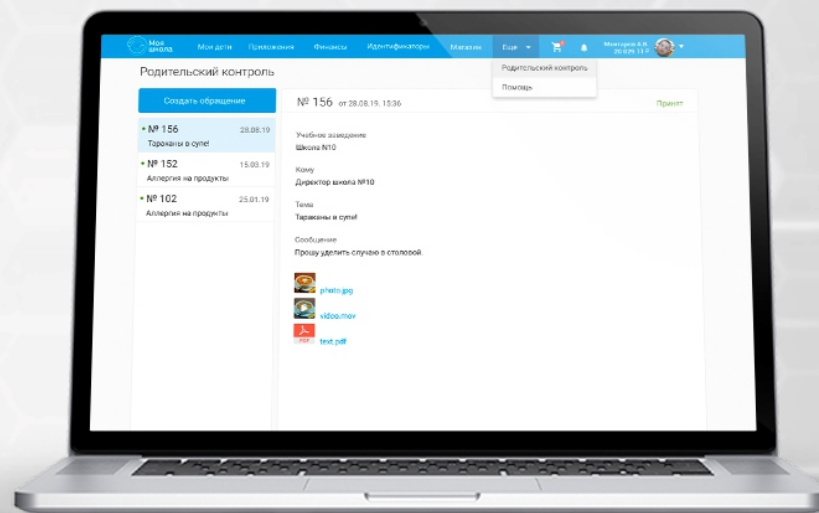 Моя
школа
Мои дети
Приложения
Финансы
Идентификаторы
Магазин
Еще
Родительский контроль
Помощь
Родительский контроль
Создать обращение
№ 156
28.08.19
Тараканы в супе!
№ 152
15.03.19
Аллергия на продукты
№ 102
25.01.19
Аллергия на продукты
№ 156 от 28.08.19. 15:36
Принят
Учебное заведение
Школа N10
Кому
Директор школа №10
Тема
Тараканы в супе!
Сообщение
Прошу уделить случаю в столовой.
photo.jpg
video.mov
PDF
text.pdf